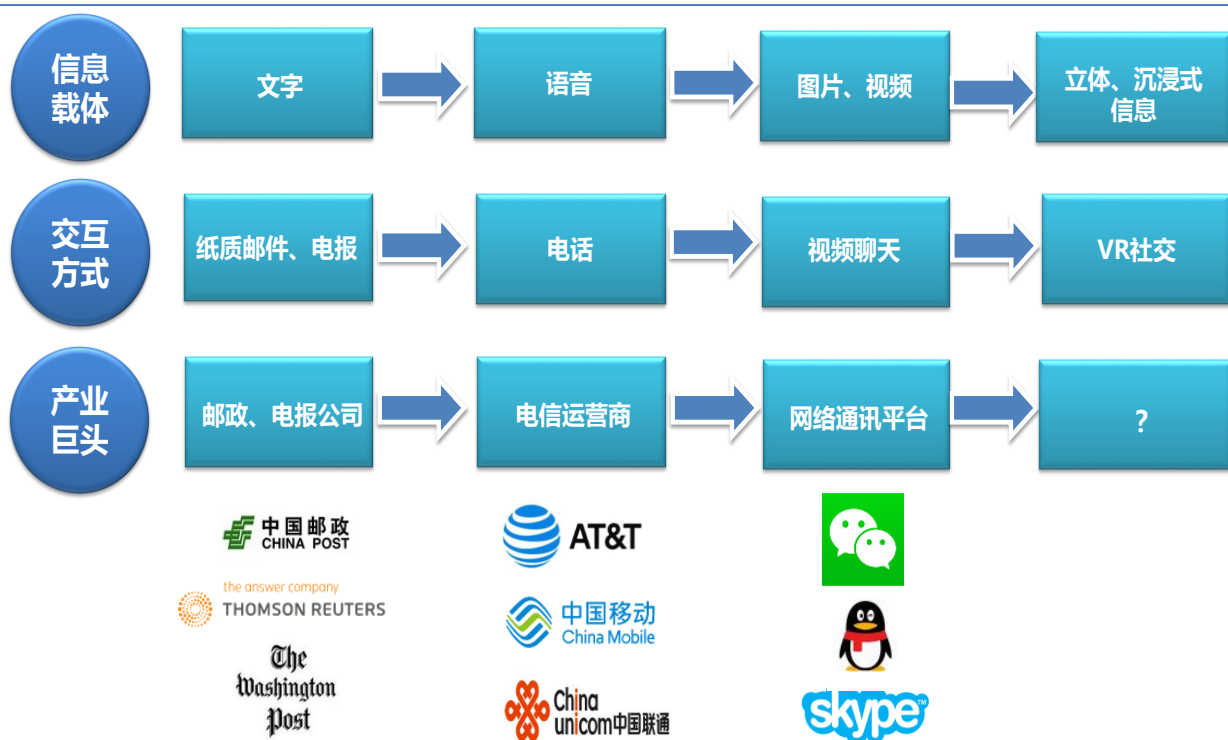 信息
载体
文字
语音
图片、视频
立体、沉浸式
信息
交互
方式
纸质邮件、电报
电话
视频聊天
VR社交
产业
巨头
邮政、电报公司
电信运营商
网络通讯平台
？
中国邮政
CHINA POST
the answer company
THOMSON REUTERS
The
Washington
Post
AT&T
中国移动
China Mobile
China
unicom中国联通
skype™